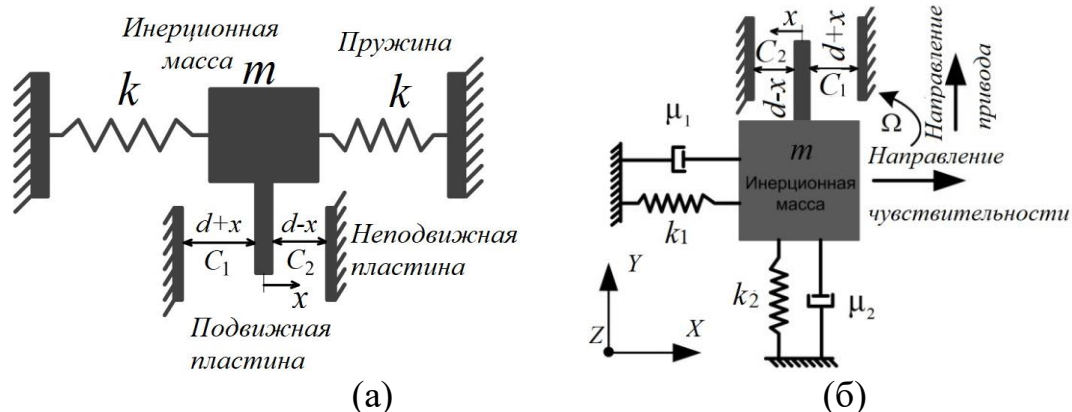 Инерционная
масса
Пружина
m
k
k
d+x
d-x
C₁
C₂
x
Неподвижная
пластина
Подвижная
пластина
(а)
x
C₂
d-x
d+x
C₁
Ω
Направление
привода
μ₁
m
Инерционная
масса
Направление
чувствительности
k₁
k₂
μ₂
Y
Z
X
(б)